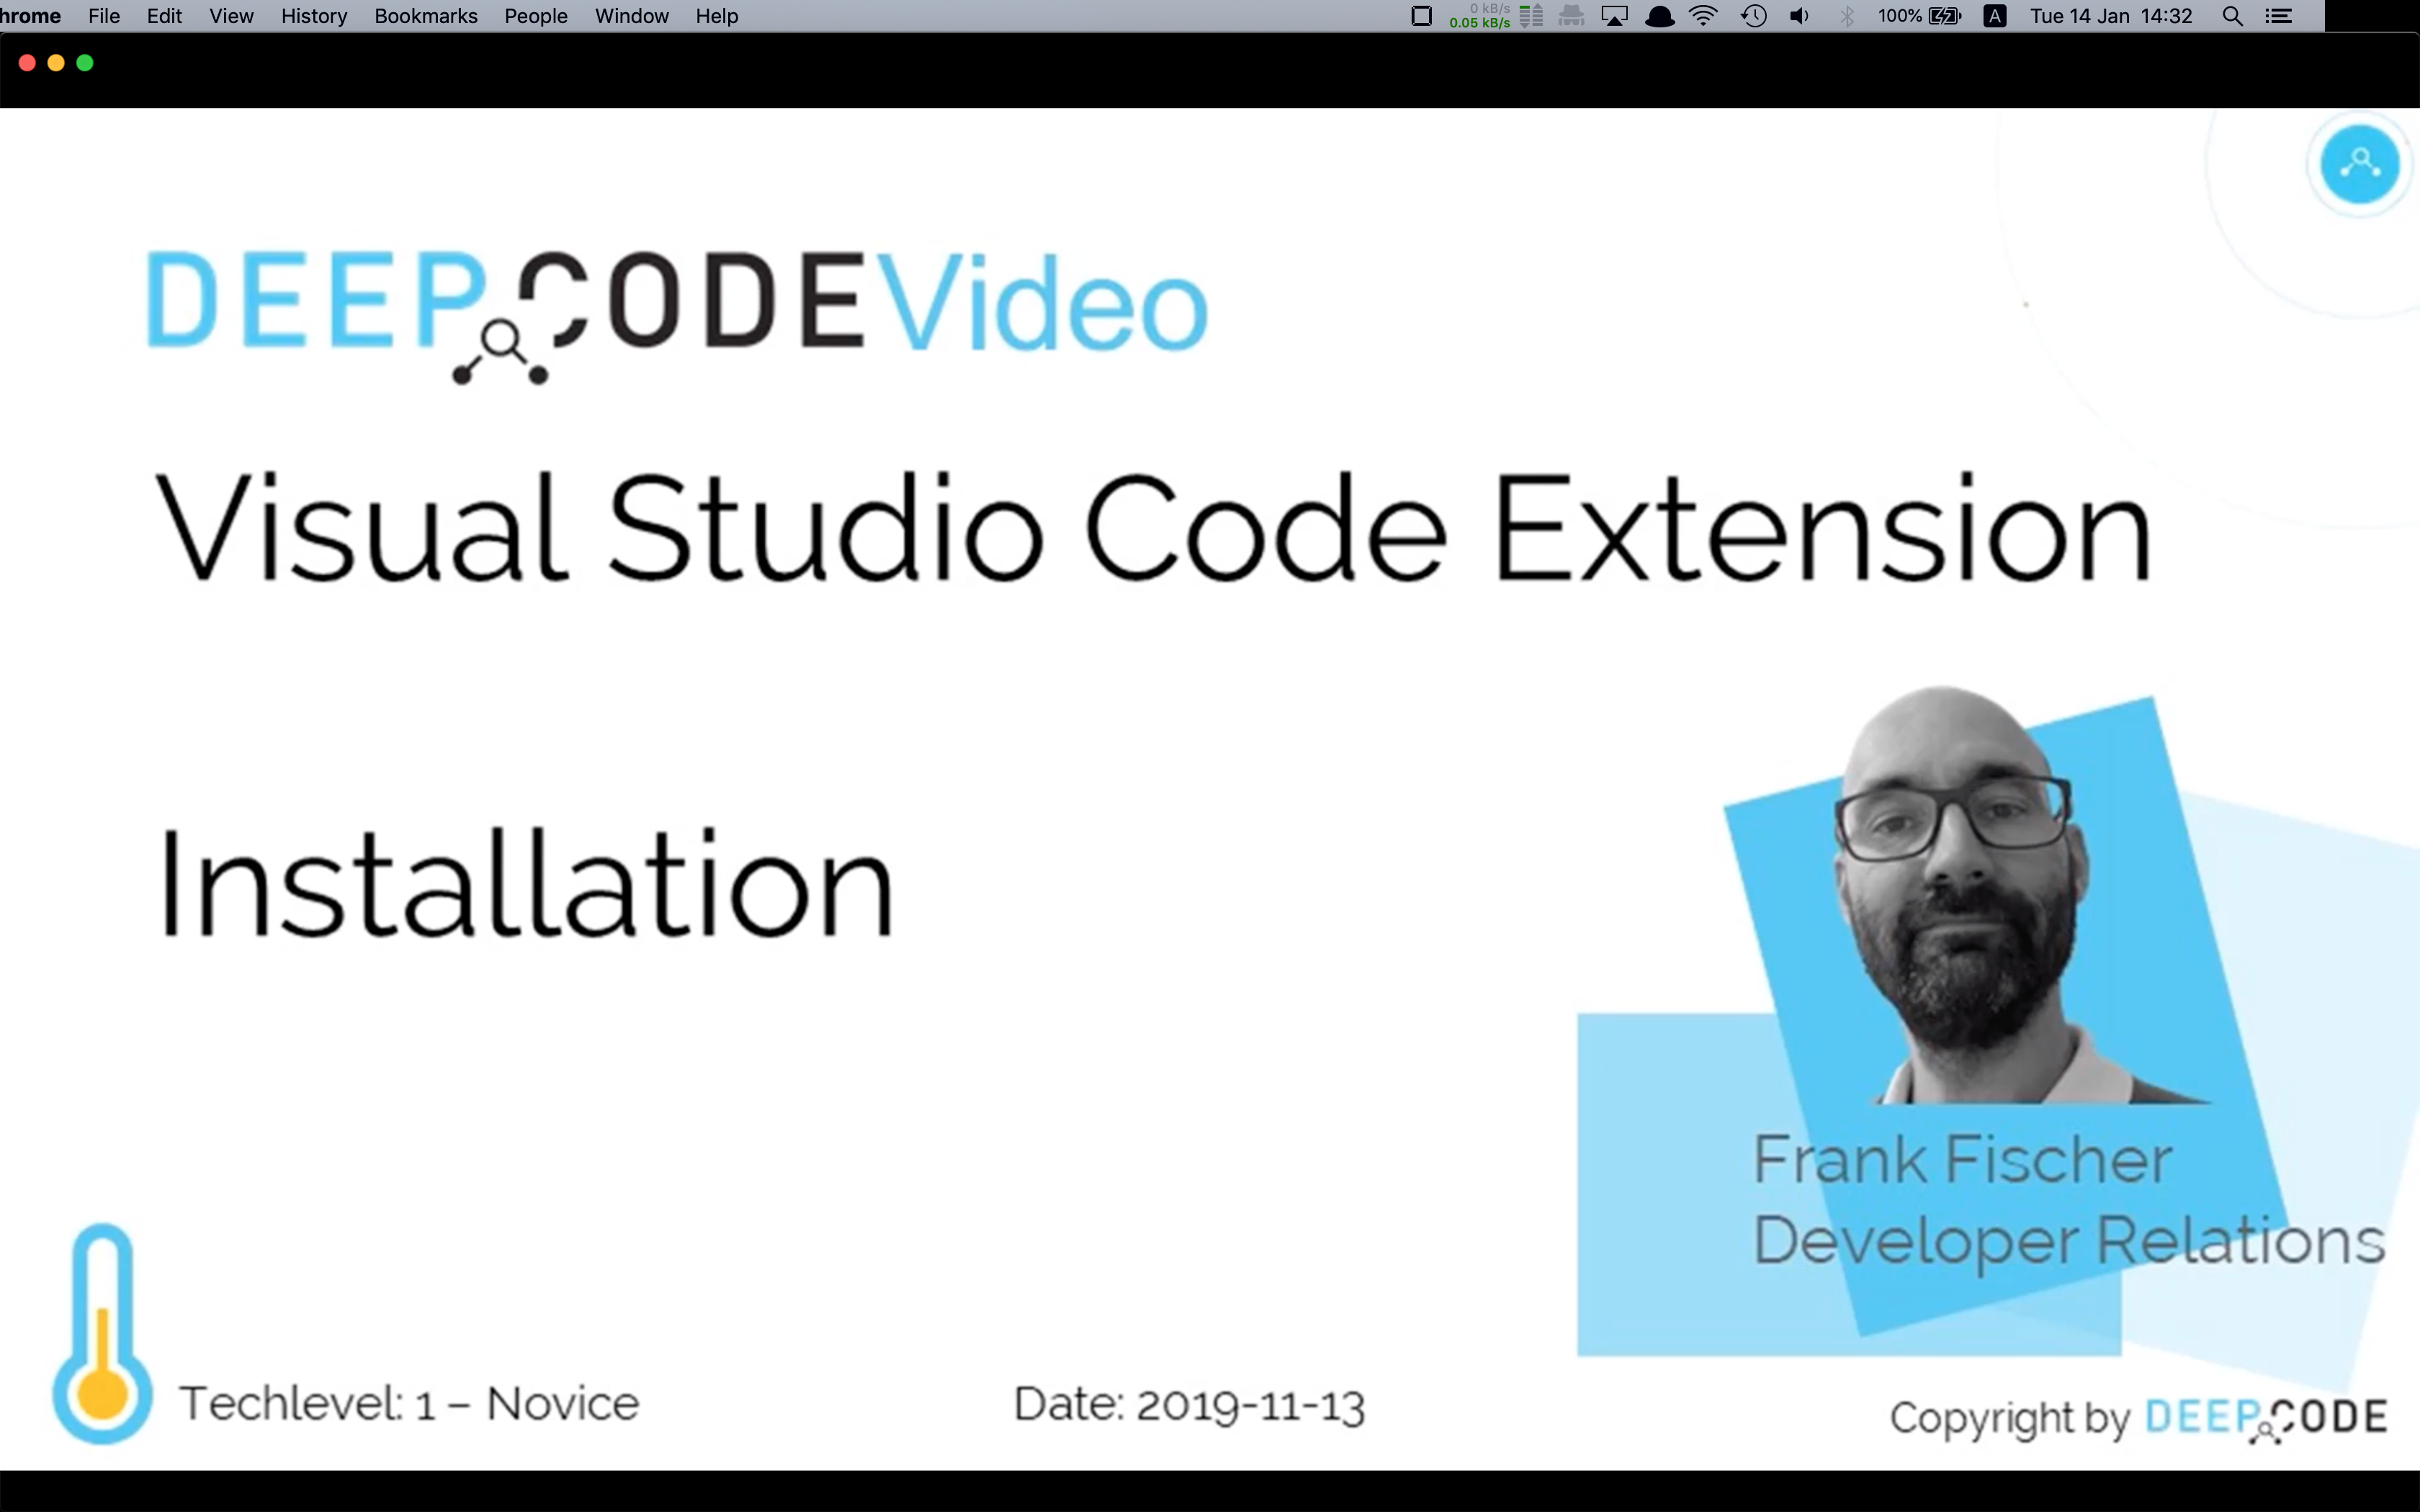 hrome File Edit View History Bookmarks People Window Help 0 kB/s 0.05 kB/s 100% A Tue 14 Jan 14:32
DEEPCODE Video
Visual Studio Code Extension
Installation
Frank Fischer
Developer Relations
Techlevel: 1 – Novice
Date: 2019-11-13
Copyright by DEEPCODE